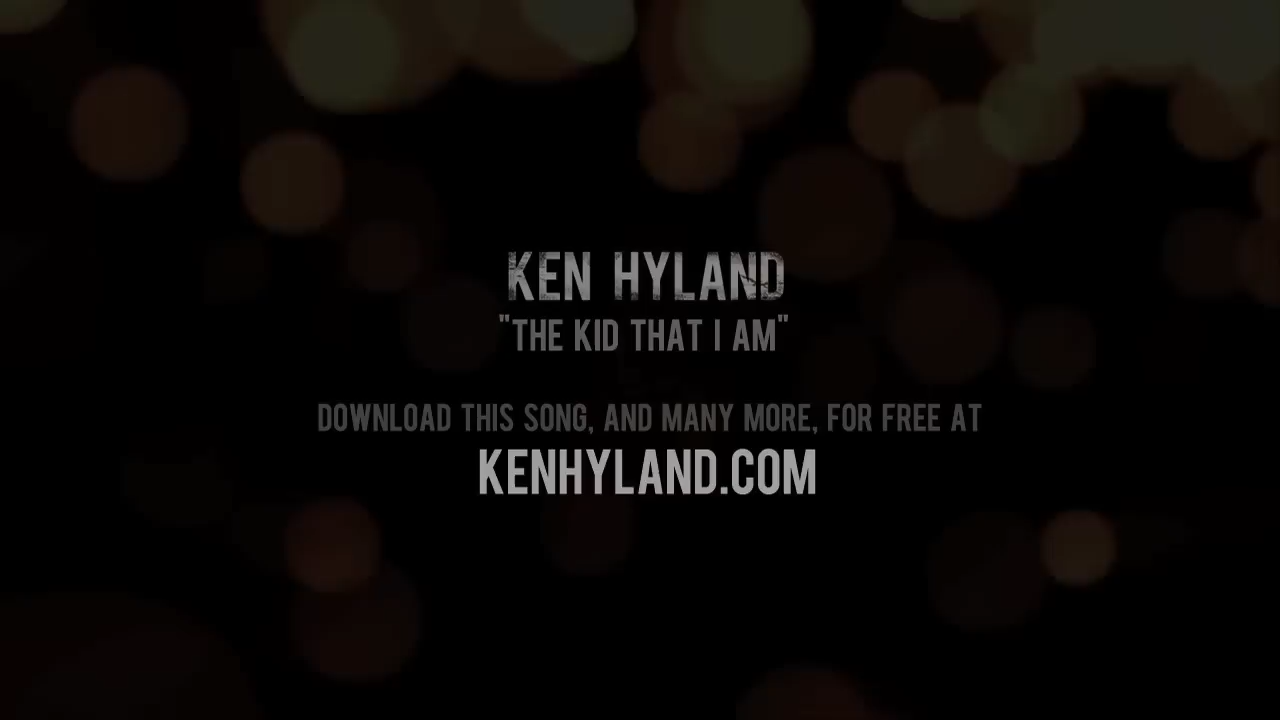 KEN HYLAND
"THE KID THAT I AM"
DOWNLOAD THIS SONG, AND MANY MORE, FOR FREE AT
KENHYLAND.COM